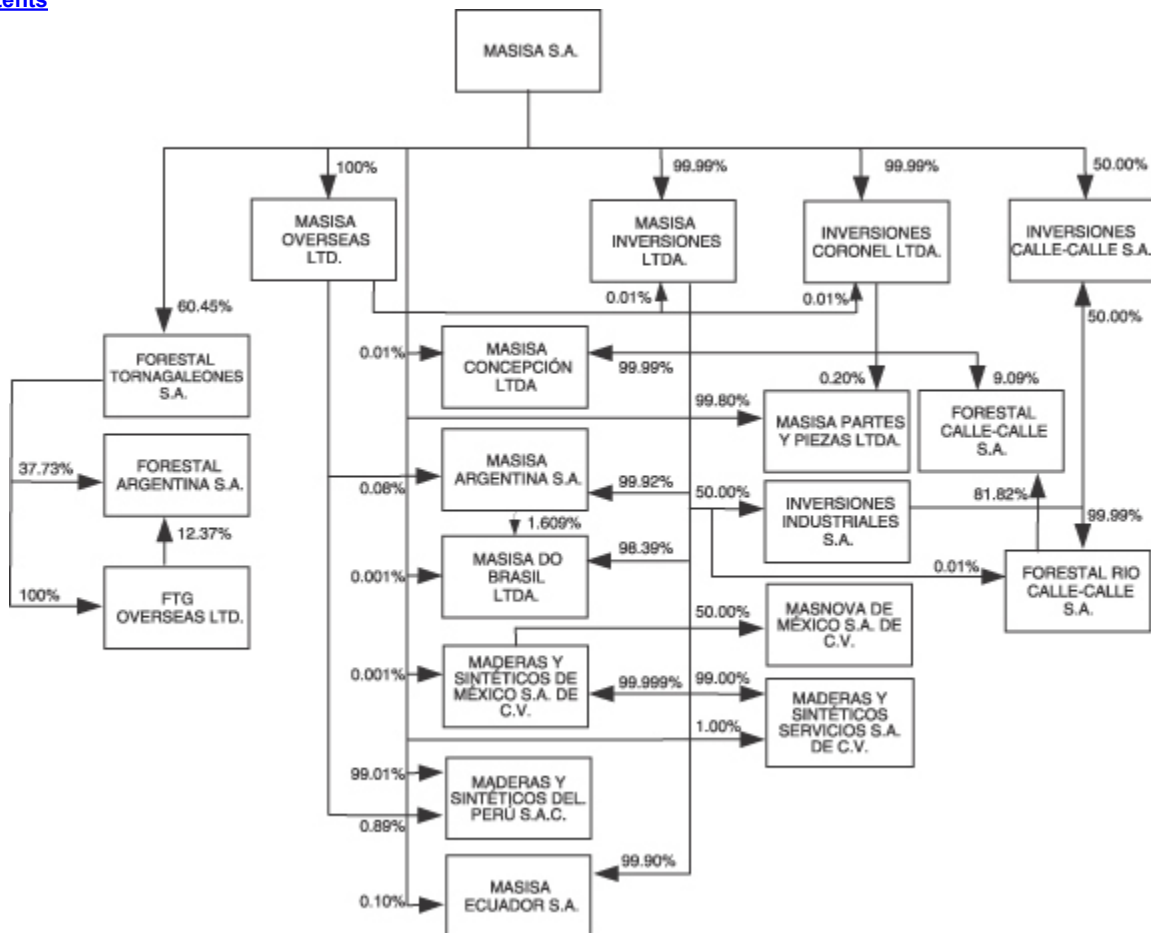 MASISA S.A.
100%
99.99%
99.99%
50.00%
MASISA
OVERSEAS
LTD.
MASISA
INVERSIONES
LTDA.
INVERSIONES
CORONEL LTDA.
INVERSIONES
CALLE-CALLE S.A.
60.45%
0.01%
0.01%
50.00%
FORESTAL
TORNAGALEONES
S.A.
0.01%
MASISA
CONCEPCIÓN
LTDA
99.99%
0.20%
9.09%
99.80%
MASISA PARTES
Y PIEZAS LTDA.
FORESTAL
CALLE-CALLE
S.A.
37.73%
FORESTAL
ARGENTINA S.A.
0.08%
MASISA
ARGENTINA S.A.
99.92%
50.00%
INVERSIONES
INDUSTRIALES
S.A.
81.82%
99.99%
12.37%
1.609%
100%
FTG
OVERSEAS LTD.
0.001%
MASISA DO
BRASIL
LTDA.
98.39%
0.01%
FORESTAL RIO
CALLE-CALLE
S.A.
50.00%
MASNOVA DE
MÉXICO S.A. DE
C.V.
0.001%
MADERAS Y
SINTÉTICOS DE
MÉXICO S.A. DE
C.V.
99.999%
99.00%
MADERAS Y
SINTÉTICOS
SERVICIOS S.A.
DE C.V.
1.00%
99.01%
MADERAS Y
SINTÉTICOS DEL.
PERÚ S.A.C.
0.89%
99.90%
0.10%
MASISA
ECUADOR S.A.